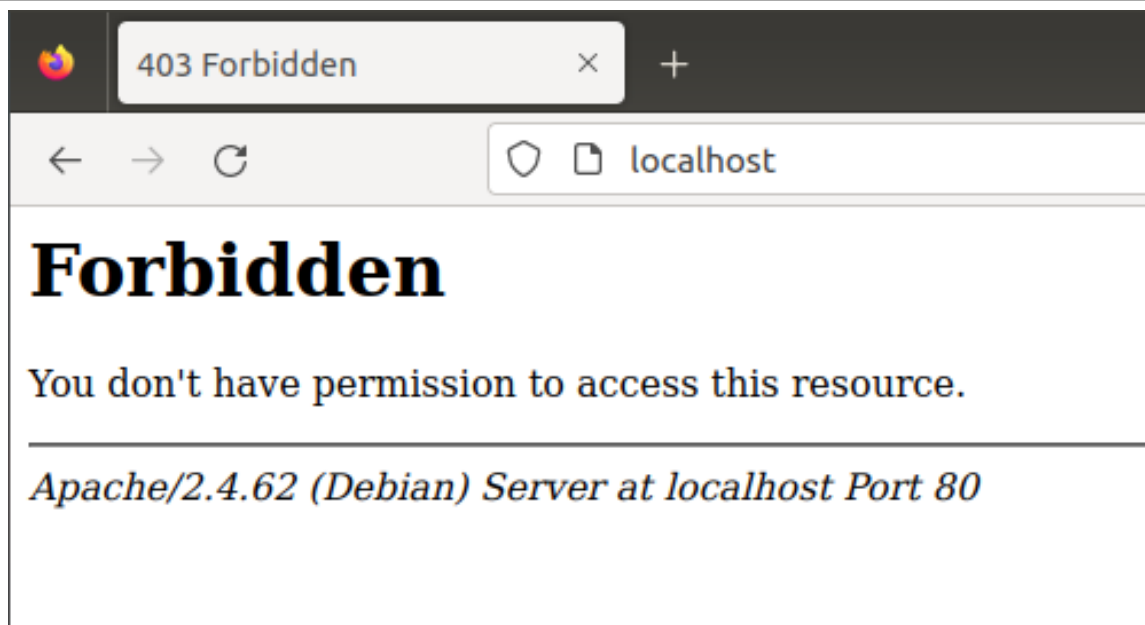 403 Forbidden
localhost
Forbidden
You don't have permission to access this resource.
Apache/2.4.62 (Debian) Server at localhost Port 80